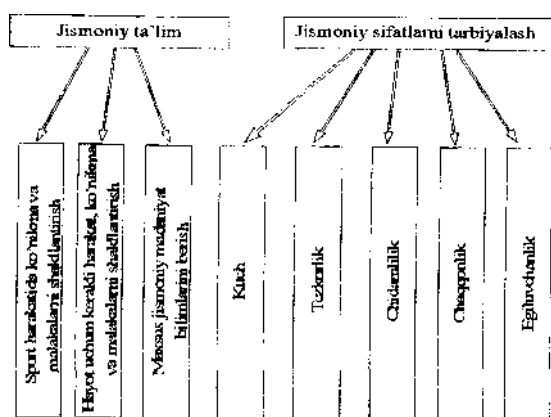 Jismoniy ta`lim
Jismoniy sifatlarni tarbiyalash
Sport harakatida ko`nikma va
malakalarni shakllantirish
Hayot uchun kerakli harakat, ko`nikma
va malakalarni shakllantirish
Maxsus jismoniy madaniyat
bilimlarini berish
Kuch
Tezkorlik
Chidamlilik
Chaqqonlik
Egiluvchanlik